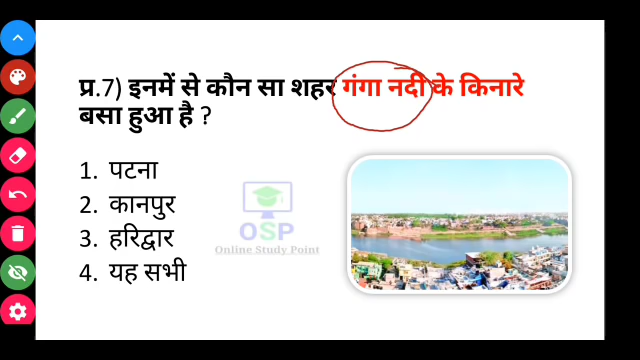 प्र.7) इनमें से कौन सा शहर गंगा नदी के किनारे
बसा हुआ है ?
1. पटना
2. कानपुर
3. हरिद्वार
4. यह सभी
OSP
Online Study Point